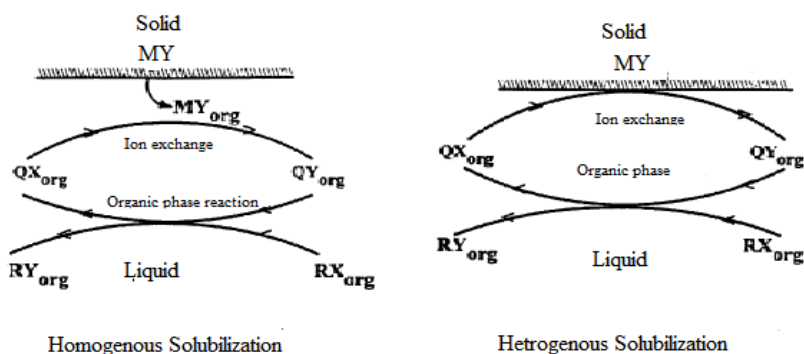 Solid
MY
MYorg
Ion exchange
QXorg
QYorg
Organic phase reaction
RYorg
Liquid
RXorg
Homogenous Solubilization
Solid
MY
Ion exchange
QXorg
QYorg
Organic phase
RYorg
RXorg
Liquid
Hetrogenous Solubilization